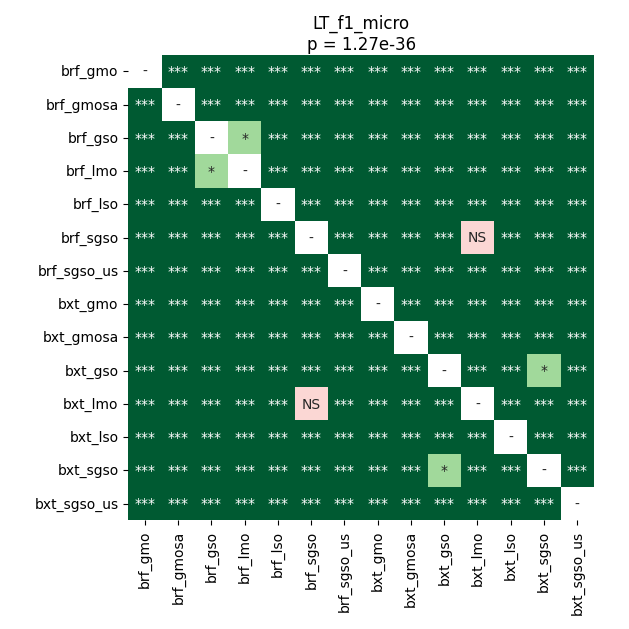 LT_f1_micro
p = 1.27e-36
brf_gmo - *** *** *** *** *** *** *** *** *** *** *** *** ***
brf_gmosa *** - *** *** *** *** *** *** *** *** *** *** *** ***
brf_gso *** *** - * *** *** *** *** *** *** *** *** *** ***
brf_lmo *** *** * - *** *** *** *** *** *** *** *** *** ***
brf_lso *** *** *** *** - *** *** *** *** *** *** *** *** ***
brf_sgso *** *** *** *** *** - *** *** *** *** NS *** *** ***
brf_sgso_us *** *** *** *** *** *** - *** *** *** *** *** *** ***
bxt_gmo *** *** *** *** *** *** *** - *** *** *** *** *** ***
bxt_gmosa *** *** *** *** *** *** *** *** - *** *** *** *** ***
bxt_gso *** *** *** *** *** *** *** *** *** - *** *** * ***
bxt_lmo *** *** *** *** *** NS *** *** *** *** - *** *** ***
bxt_lso *** *** *** *** *** *** *** *** *** *** *** - *** ***
bxt_sgso *** *** *** *** *** *** *** *** *** * *** *** - ***
bxt_sgso_us *** *** *** *** *** *** *** *** *** *** *** *** *** -
brf_gmo brf_gmosa brf_gso brf_lmo brf_lso brf_sgso brf_sgso_us bxt_gmo bxt_gmosa bxt_gso bxt_lmo bxt_lso bxt_sgso bxt_sgso_us